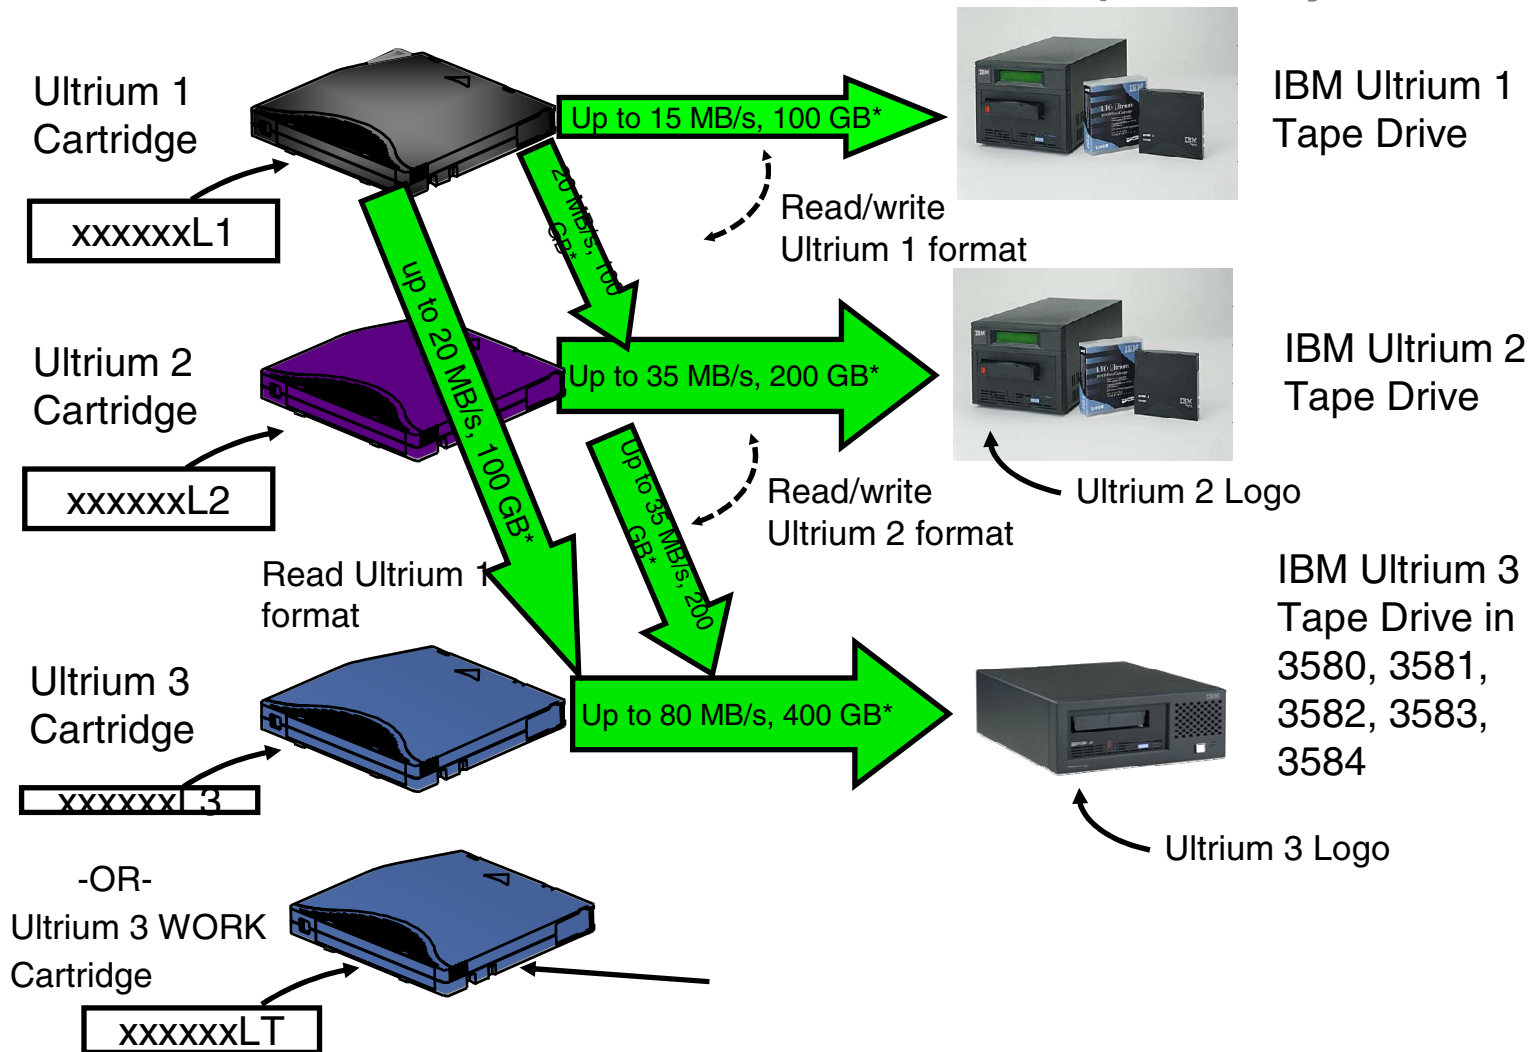 Ultrium 1
Cartridge
xxxxxxL1
Up to 15 MB/s, 100 GB*
20 MB/s, 100
GB*
up to 20 MB/s, 100 GB*
Read/write
Ultrium 1 format
IBM Ultrium 1
Tape Drive
Ultrium 2
Cartridge
xxxxxxL2
Up to 35 MB/s, 200 GB*
Up to 35 MB/s, 200
GB*
Read/write
Ultrium 2 format
IBM Ultrium 2
Tape Drive
Ultrium 2 Logo
Read Ultrium 1
format
Ultrium 3
Cartridge
xxxxxxL3
Up to 80 MB/s, 400 GB*
IBM Ultrium 3
Tape Drive in
3580, 3581,
3582, 3583,
3584
Ultrium 3 Logo
-OR-
Ultrium 3 WORK
Cartridge
xxxxxxLT